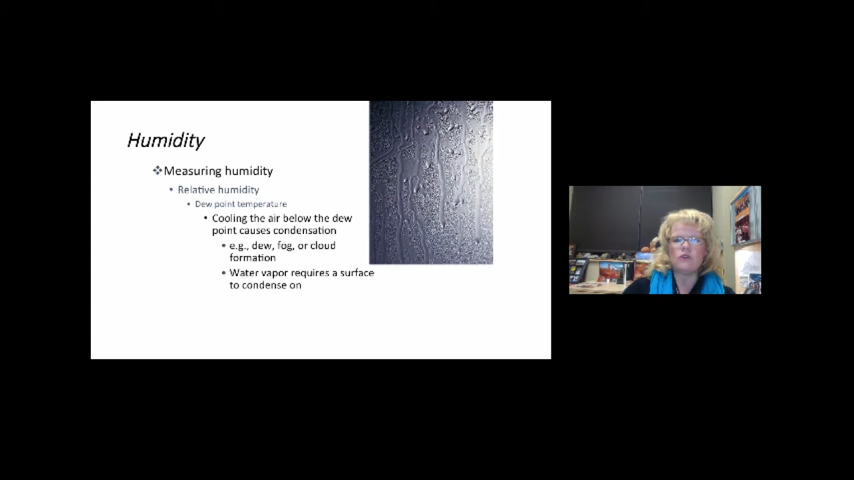 Humidity
❖Measuring humidity
• Relative humidity
• Dew point temperature
• Cooling the air below the dew
point causes condensation
• e.g., dew, fog, or cloud
formation
• Water vapor requires a surface
to condense on